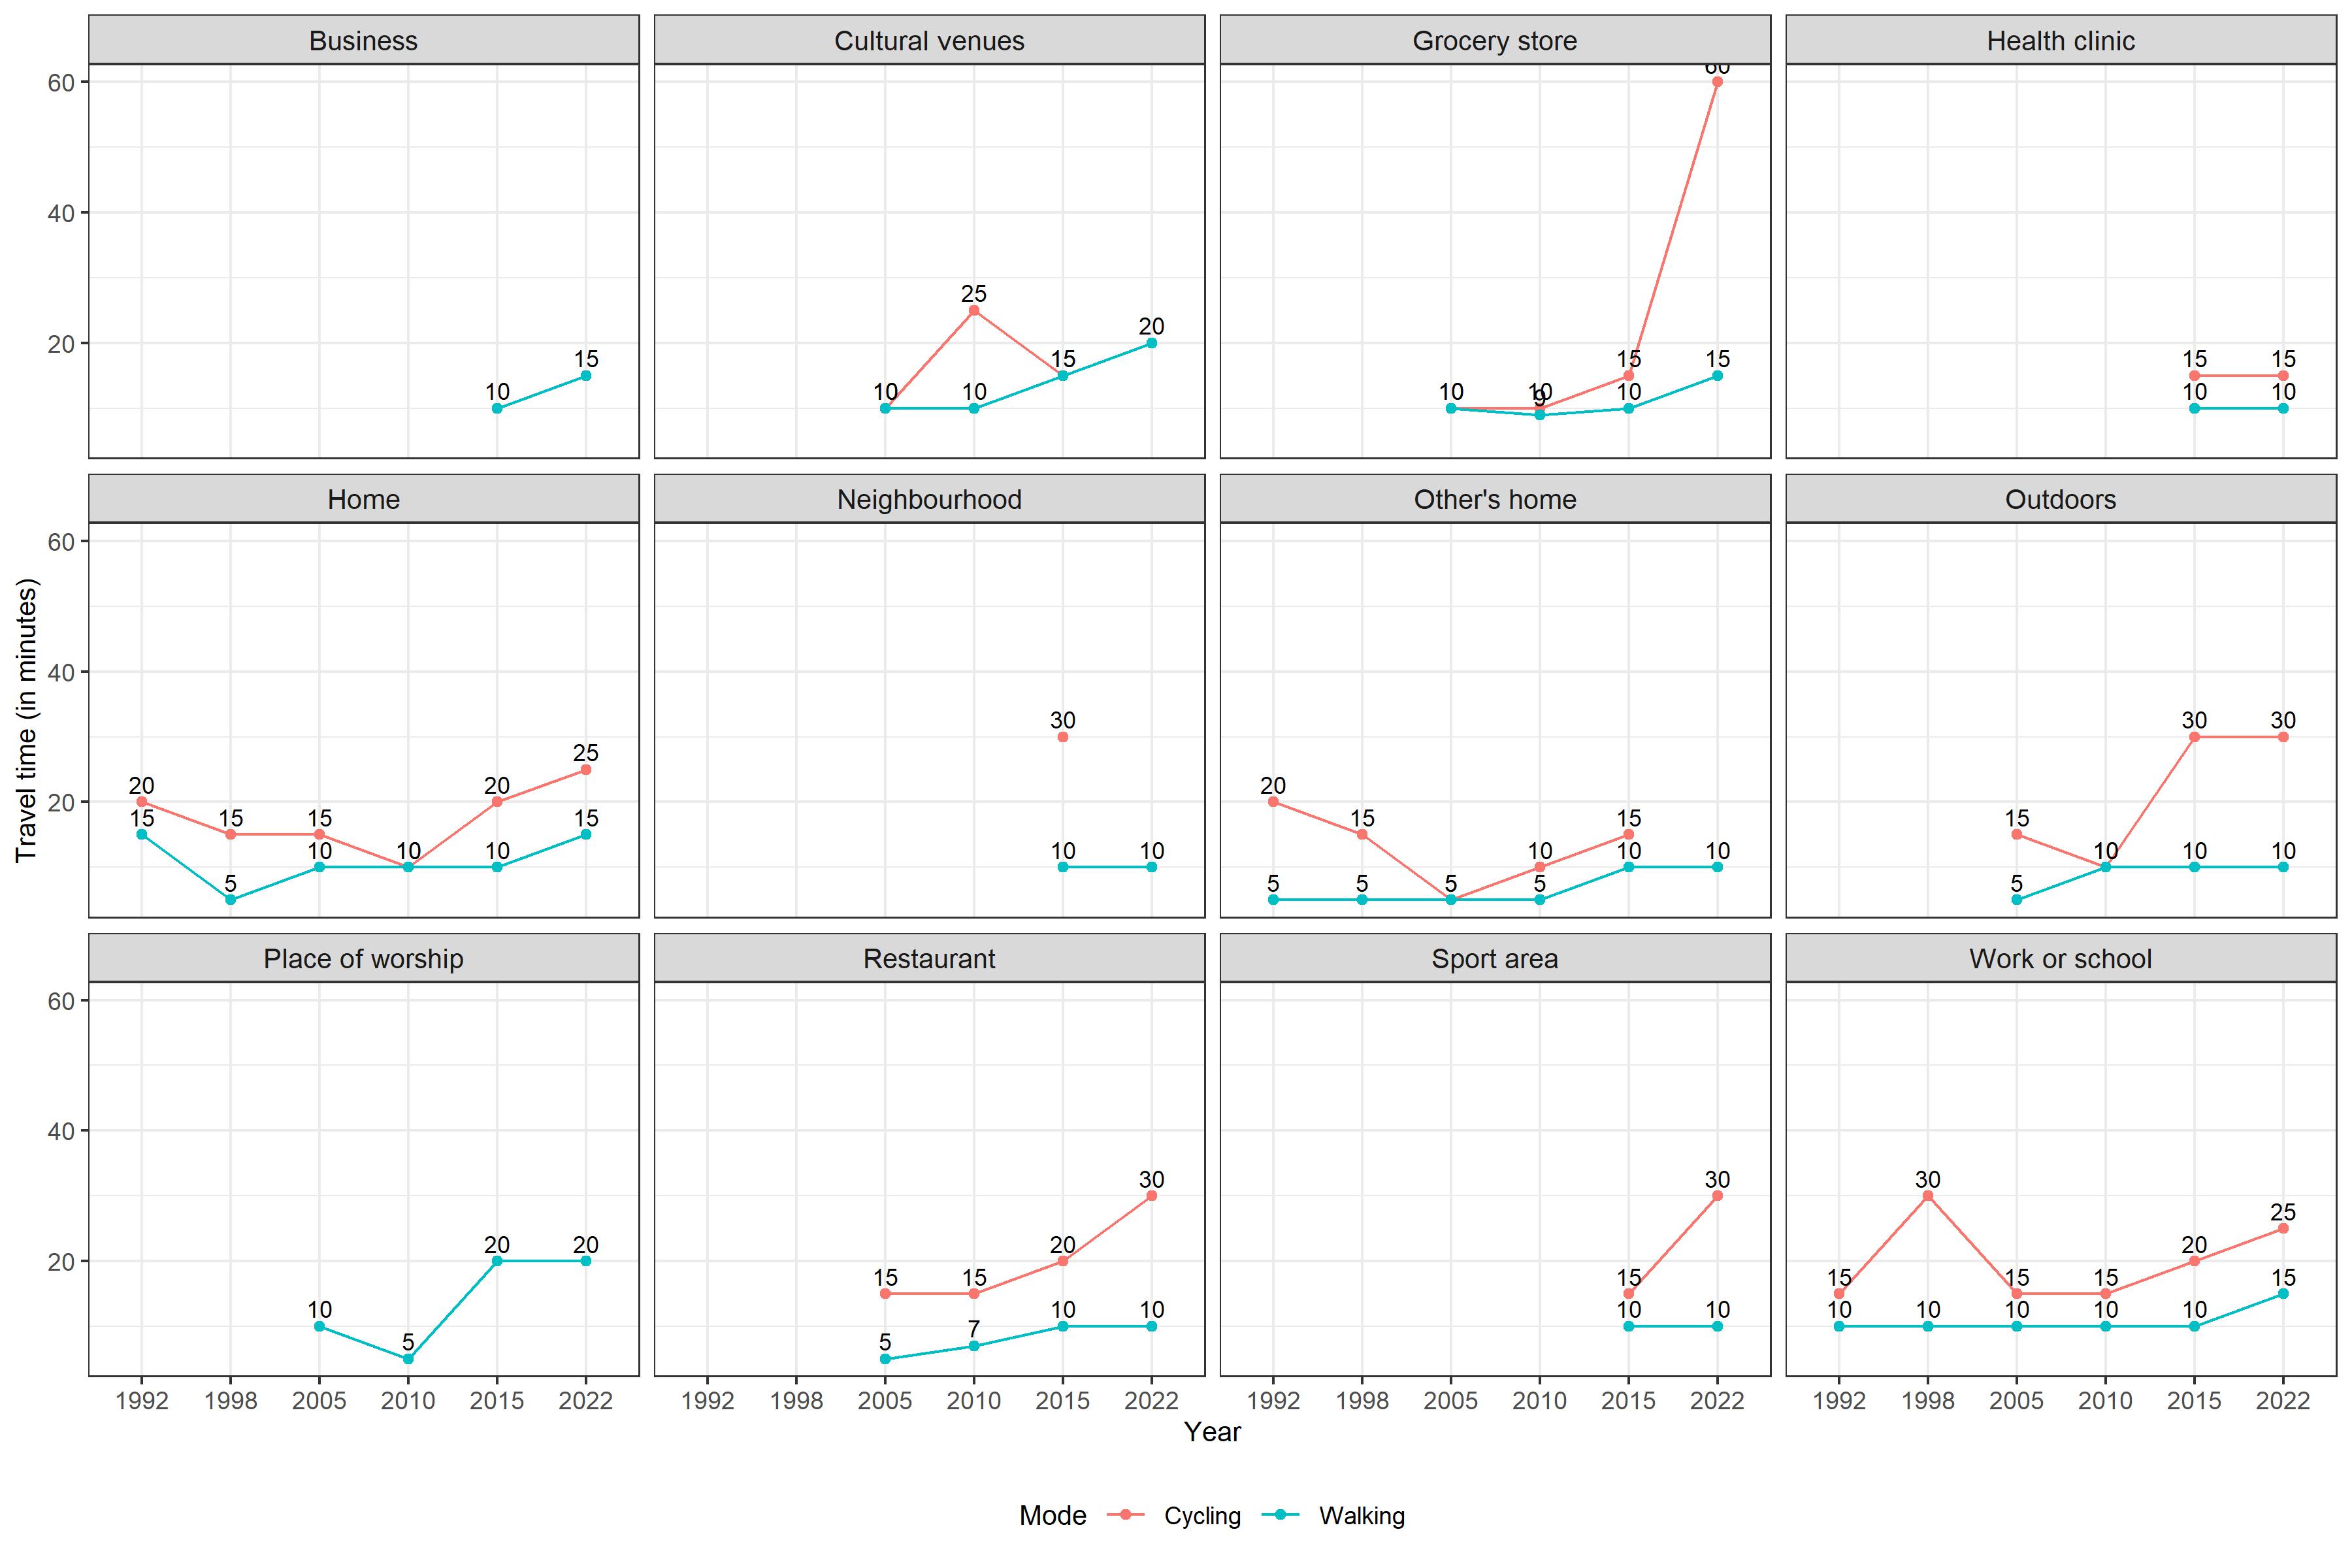 Business Cultural venues Grocery store Health clinic
60
40
20
10 15
10 25 10 15 20
10 10 9 15 10 60 15
15 15
10 10
Home Neighbourhood Other's home Outdoors
60
40
20
20 15 15 10 20 25
15 5 10 10 15
30
10 10
20 15 5 10 15
5 5 5 10 10
15 10 30 30
5 10 10
Place of worship Restaurant Sport area Work or school
60
40
20
10 5 20 20
15 15 20 30
5 7 10 10
15 30
10 10
15 30 15 15 20 25
10 10 10 10 10 15
1992 1998 2005 2010 2015 2022 1992 1998 2005 2010 2015 2022 1992 1998 2005 2010 2015 2022 1992 1998 2005 2010 2015 2022
Travel time (in minutes)
Year
Mode Cycling Walking